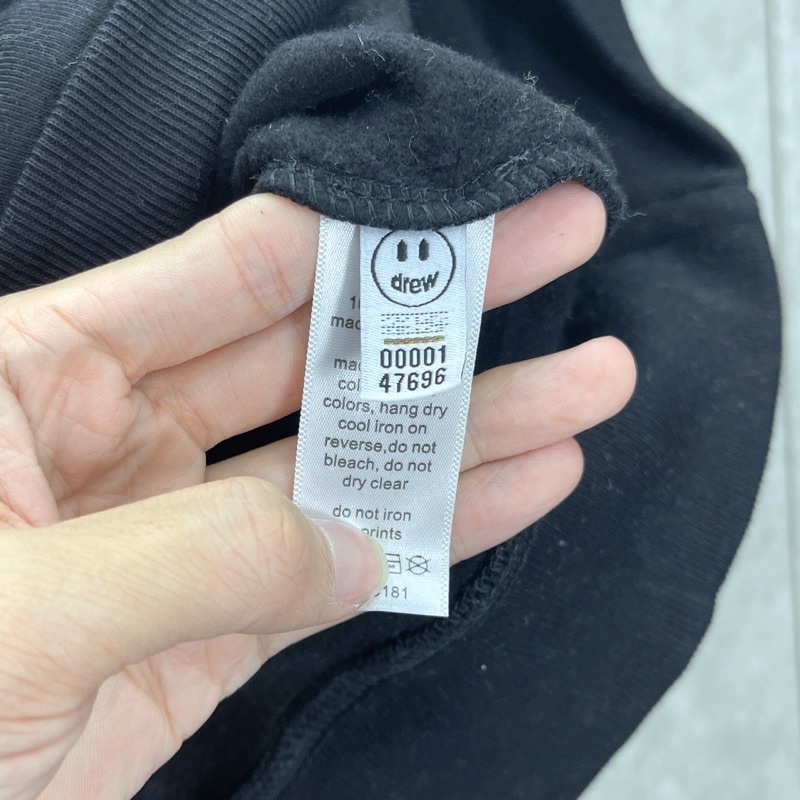 drew
00001
47696
colors, hang dry
cool iron on
reverse,do not
bleach, do not
dry clear
do not iron
181